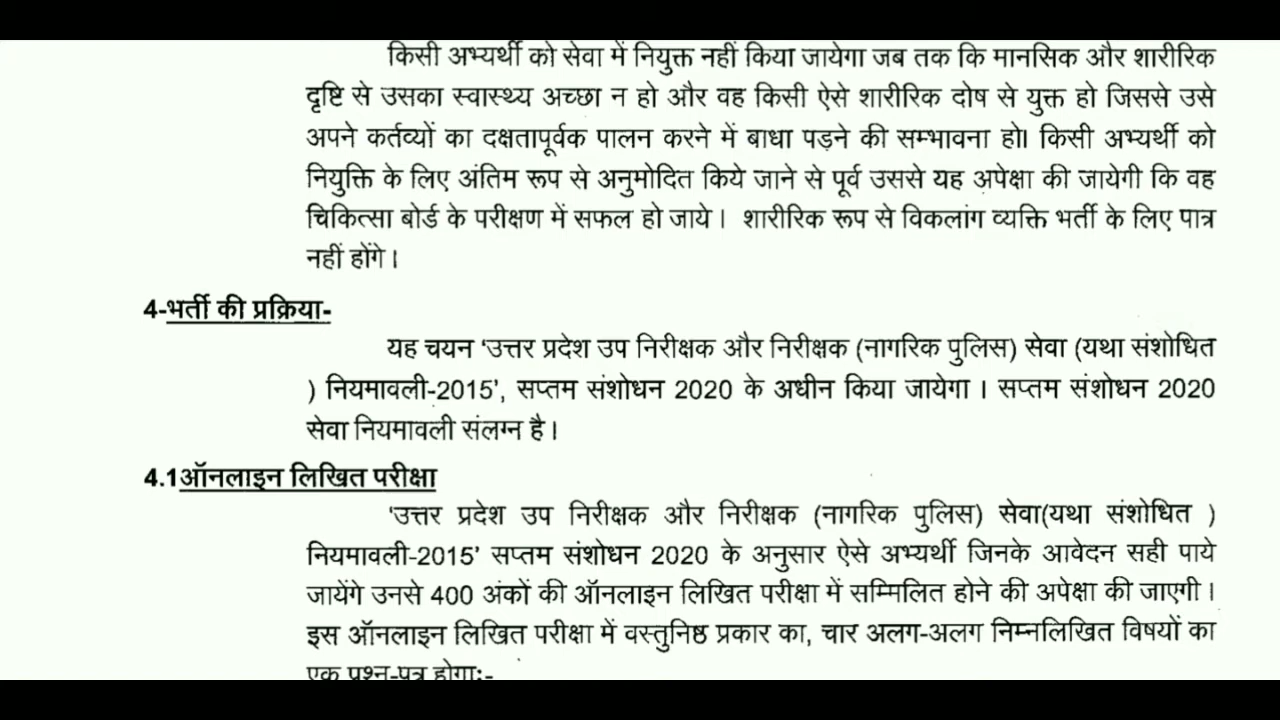 किसी अभ्यर्थी को सेवा में नियुक्त नहीं किया जायेगा जब तक कि मानसिक और शारीरिक
दृष्टि से उसका स्वास्थ्य अच्छा न हो और वह किसी ऐसे शारीरिक दोष से युक्त हो जिससे उसे
अपने कर्तव्यों का दक्षतापूर्वक पालन करने में बाधा पड़ने की सम्भावना हो। किसी अभ्यर्थी को
नियुक्ति के लिए अंतिम रूप से अनुमोदित किये जाने से पूर्व उससे यह अपेक्षा की जायेगी कि वह
चिकित्सा बोर्ड के परीक्षण में सफल हो जाये। शारीरिक रूप से विकलांग व्यक्ति भर्ती के लिए पात्र
नहीं होंगे।
4-भर्ती की प्रक्रिया-
यह चयन ‘उत्तर प्रदेश उप निरीक्षक और निरीक्षक (नागरिक पुलिस) सेवा (यथा संशोधित
) नियमावली-2015’, सप्तम संशोधन 2020 के अधीन किया जायेगा । सप्तम संशोधन 2020
सेवा नियमावली संलग्न है।
4.1ऑनलाइन लिखित परीक्षा
‘उत्तर प्रदेश उप निरीक्षक और निरीक्षक (नागरिक पुलिस) सेवा(यथा संशोधित )
नियमावली-2015’ सप्तम संशोधन 2020 के अनुसार ऐसे अभ्यर्थी जिनके आवेदन सही पाये
जायेंगे उनसे 400 अंकों की ऑनलाइन लिखित परीक्षा में सम्मिलित होने की अपेक्षा की जाएगी ।
इस ऑनलाइन लिखित परीक्षा में वस्तुनिष्ठ प्रकार का, चार अलग-अलग निम्नलिखित विषयों का
एक प्रश्न-पत्र होगाः-